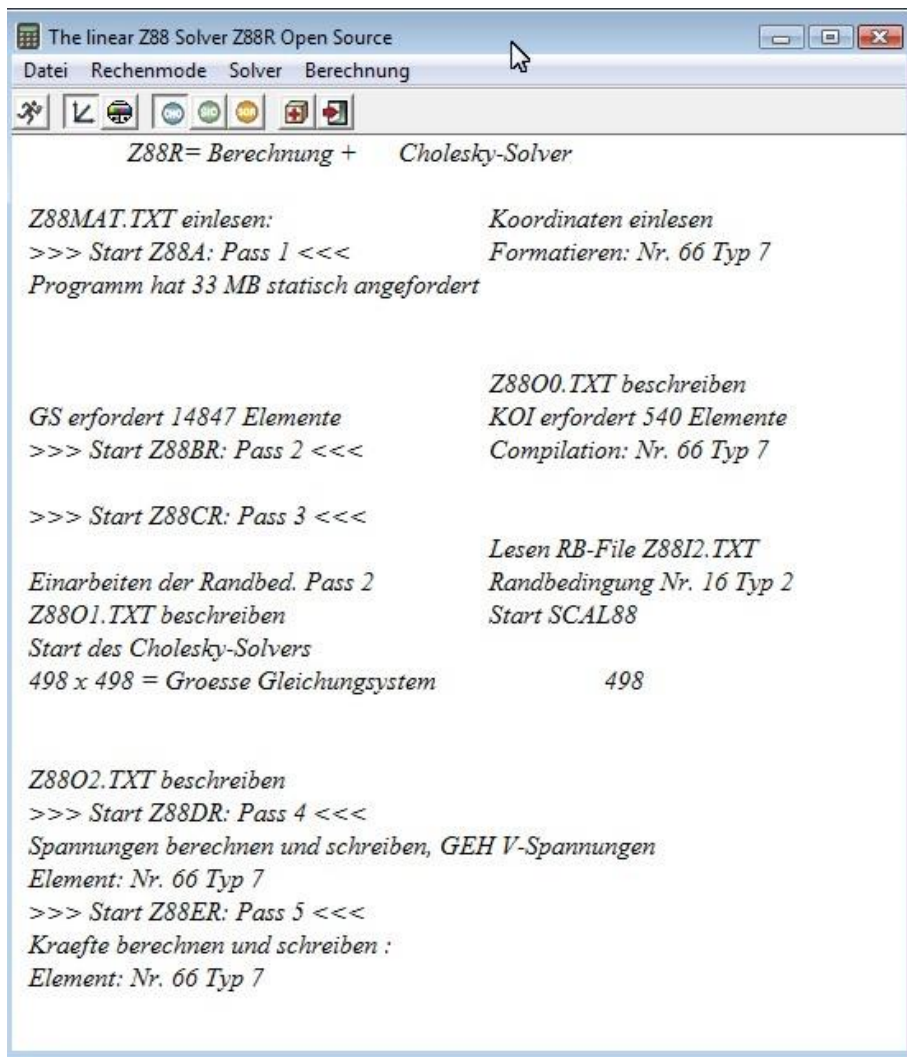 The linear Z88 Solver Z88R Open Source
Datei Rechenmode Solver Berechnung
CHO SIC SOR
Z88R= Berechnung + Cholesky-Solver
Z88MAT.TXT einlesen: Koordinaten einlesen
>>> Start Z88A: Pass 1 <<< Formatieren: Nr. 66 Typ 7
Programm hat 33 MB statisch angefordert
Z88O0.TXT beschreiben
GS erfordert 14847 Elemente KOI erfordert 540 Elemente
>>> Start Z88BR: Pass 2 <<< Compilation: Nr. 66 Typ 7
>>> Start Z88CR: Pass 3 <<<
Lesen RB-File Z88I2.TXT
Einarbeiten der Randbed. Pass 2 Randbedingung Nr. 16 Typ 2
Z88O1.TXT beschreiben Start SCAL88
Start des Cholesky-Solvers
498 x 498 = Groesse Gleichungsystem 498
Z88O2.TXT beschreiben
>>> Start Z88DR: Pass 4 <<<
Spannungen berechnen und schreiben, GEH V-Spannungen
Element: Nr. 66 Typ 7
>>> Start Z88ER: Pass 5 <<<
Kraefte berechnen und schreiben :
Element: Nr. 66 Typ 7